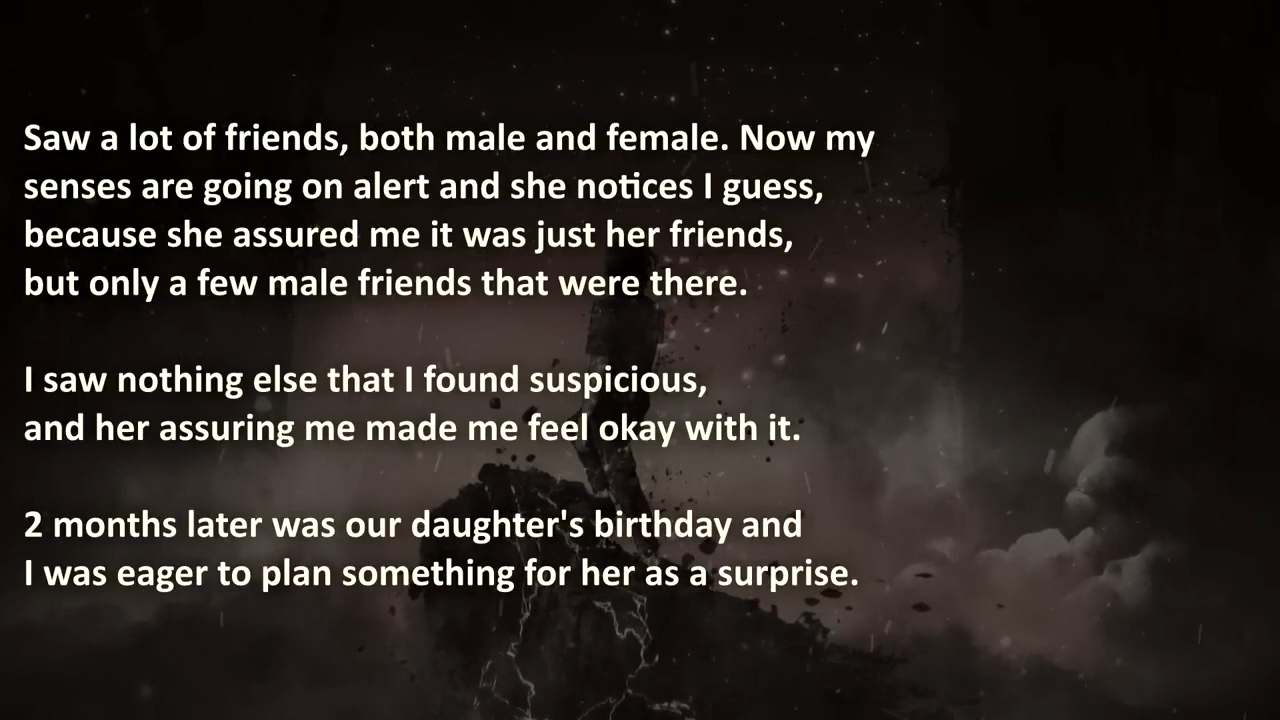 Saw a lot of friends, both male and female. Now my
senses are going on alert and she notices I guess,
because she assured me it was just her friends,
but only a few male friends that were there.
I saw nothing else that I found suspicious,
and her assuring me made me feel okay with it.
2 months later was our daughter's birthday and
I was eager to plan something for her as a surprise.